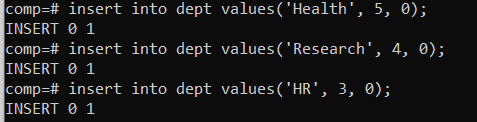 comp=# insert into dept values('Health', 5, 0);
INSERT 0 1
comp=# insert into dept values('Research', 4, 0);
INSERT 0 1
comp=# insert into dept values('HR', 3, 0);
INSERT 0 1